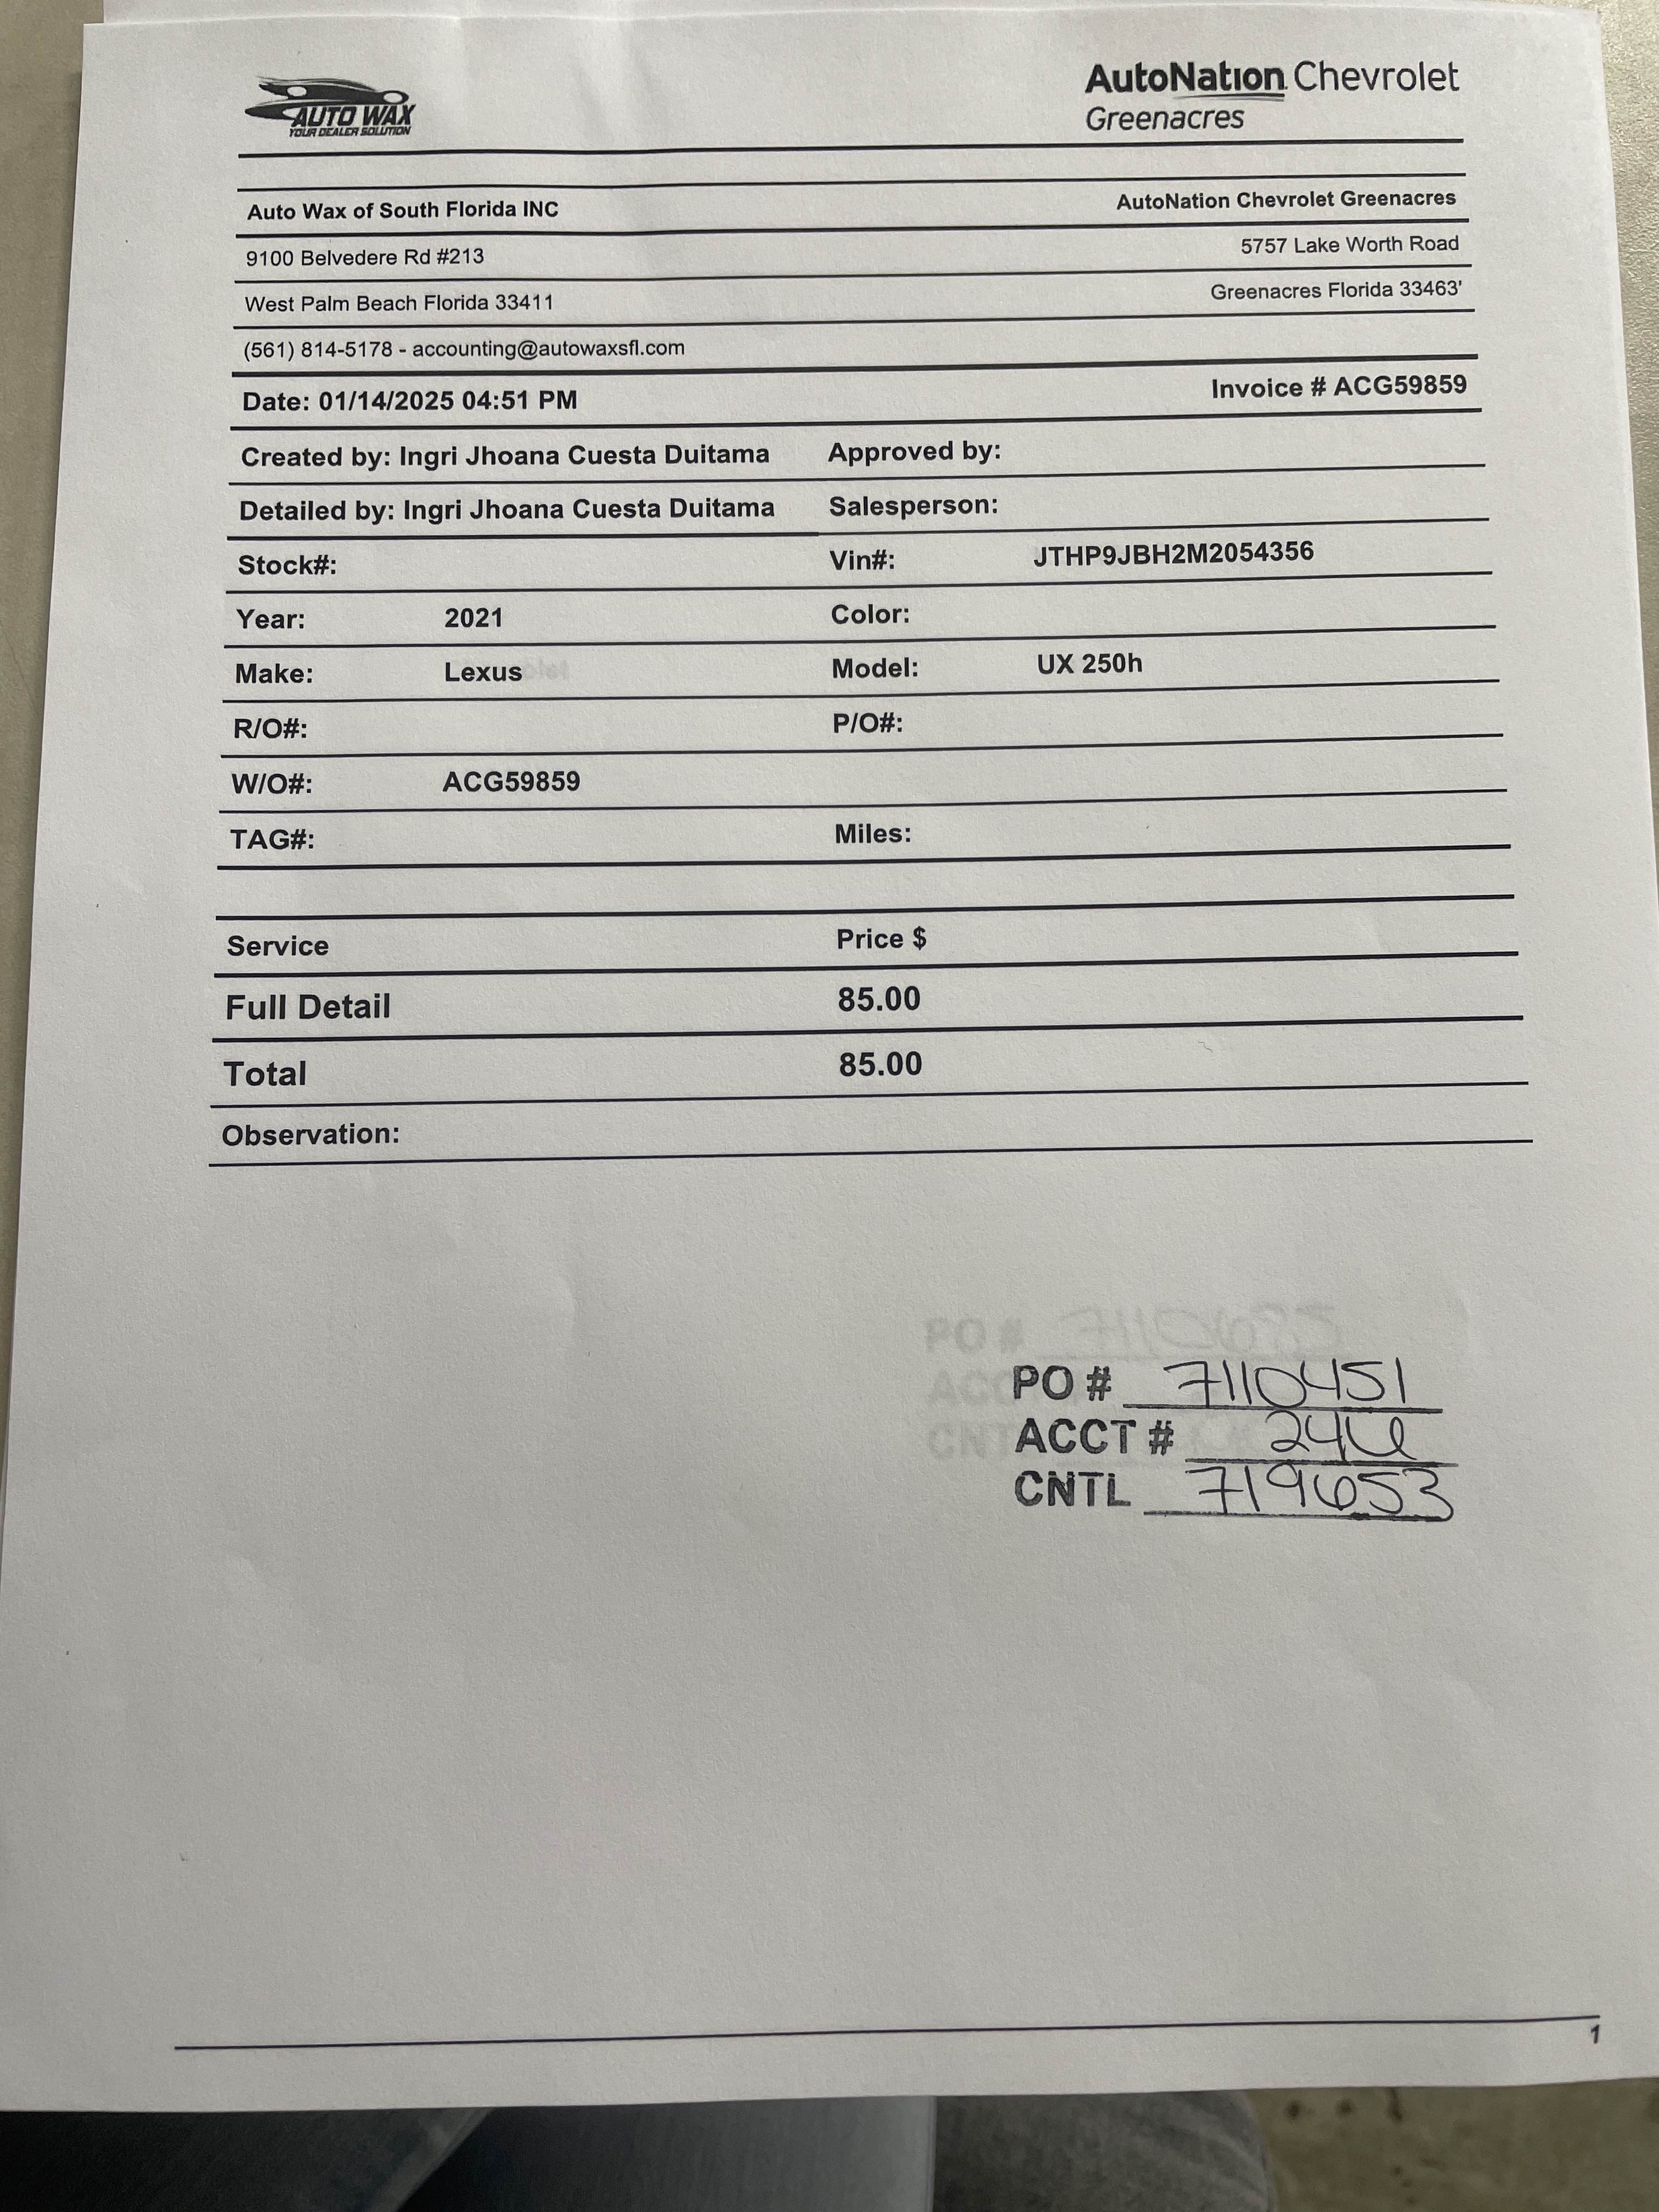 AUTO WAX
YOUR DEALER SOLUTION
AutoNation Chevrolet
Greenacres
Auto Wax of South Florida INC
AutoNation Chevrolet Greenacres
9100 Belvedere Rd #213
5757 Lake Worth Road
West Palm Beach Florida 33411
Greenacres Florida 33463'
(561) 814-5178 - accounting@autowaxsfl.com
Date: 01/14/2025 04:51 PM
Invoice # ACG59859
Created by: Ingri Jhoana Cuesta Duitama Approved by:
Detailed by: Ingri Jhoana Cuesta Duitama Salesperson:
Stock#: Vin#: JTHP9JBH2M2054356
Year: 2021 Color:
Make: Lexus Model: UX 250h
R/O#: P/O#:
W/O#: ACG59859
TAG#: Miles:
Service Price $
Full Detail 85.00
Total 85.00
Observation:
PO # 7110451
ACCT # 246
CNTL 719653
1